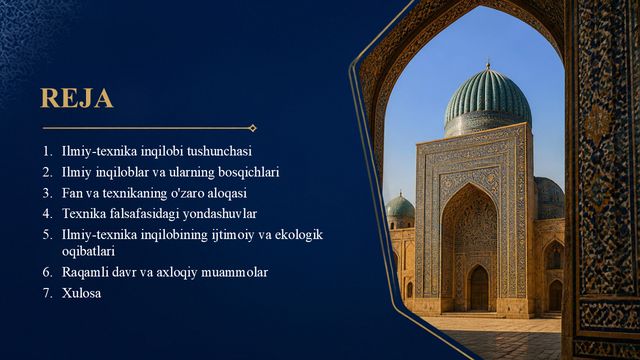 REJA
1. Ilmiy-texnika inqilobi tushunchasi
2. Ilmiy inqiloblar va ularning bosqichlari
3. Fan va texnikaning o'zaro aloqasi
4. Texnika falsafasidagi yondashuvlar
5. Ilmiy-texnika inqilobining ijtimoiy va ekologik
oqibatlari
6. Raqamli davr va axloqiy muammolar
7. Xulosa